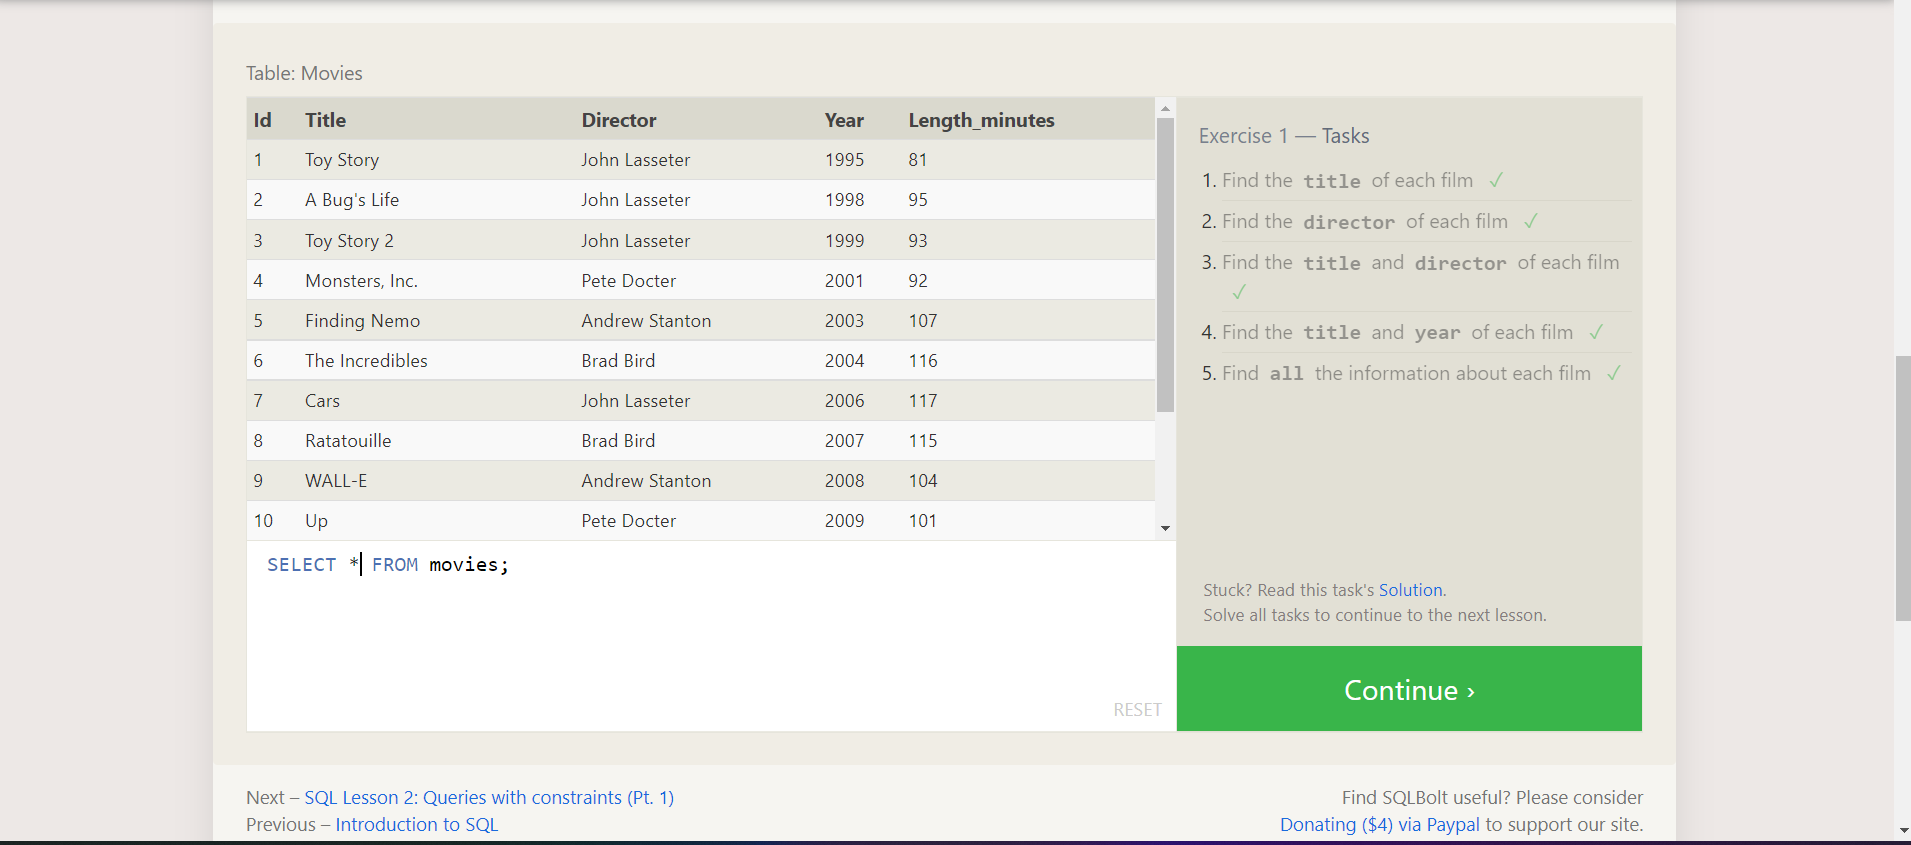 Table: Movies
Id Title Director Year Length_minutes
1 Toy Story John Lasseter 1995 81
2 A Bug's Life John Lasseter 1998 95
3 Toy Story 2 John Lasseter 1999 93
4 Monsters, Inc. Pete Docter 2001 92
5 Finding Nemo Andrew Stanton 2003 107
6 The Incredibles Brad Bird 2004 116
7 Cars John Lasseter 2006 117
8 Ratatouille Brad Bird 2007 115
9 WALL-E Andrew Stanton 2008 104
10 Up Pete Docter 2009 101
SELECT * FROM movies;
RESET
Exercise 1 — Tasks
1. Find the title of each film ✓
2. Find the director of each film ✓
3. Find the title and director of each film
✓
4. Find the title and year of each film ✓
5. Find all the information about each film ✓
Stuck? Read this task's Solution.
Solve all tasks to continue to the next lesson.
Continue ›
Next – SQL Lesson 2: Queries with constraints (Pt. 1)
Previous – Introduction to SQL
Find SQLBolt useful? Please consider
Donating ($4) via Paypal to support our site.